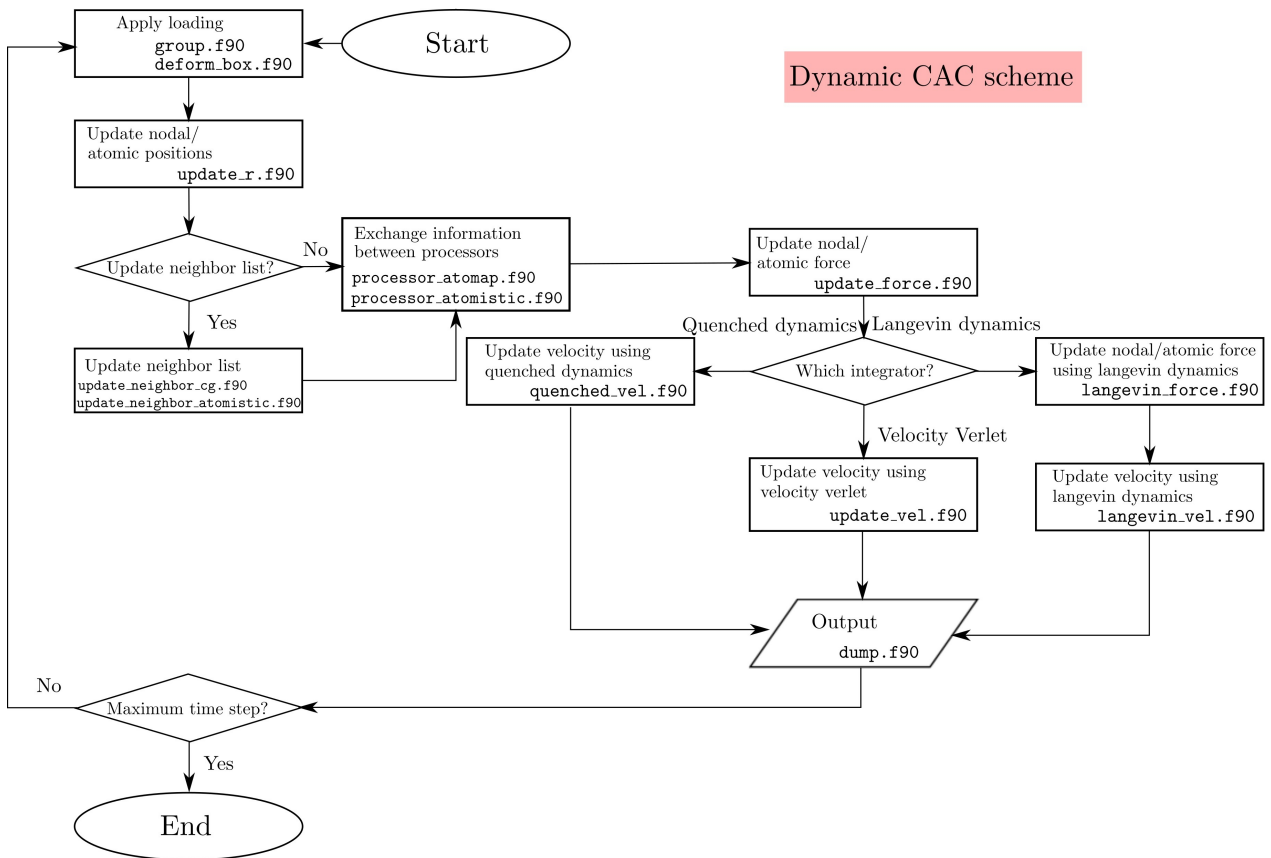 Start
Dynamic CAC scheme
Apply loading
group.f90
deform_box.f90
Update nodal/
atomic positions
update_r.f90
Update neighbor list?
No
Yes
Update neighbor list
update_neighbor_cg.f90
update_neighbor_atomistic.f90
Exchange information
between processors
processor_atomap.f90
processor_atomistic.f90
Update nodal/
atomic force
update_force.f90
Quenched dynamics
Langevin dynamics
Which integrator?
Update velocity using
quenched dynamics
quenched_vel.f90
Update nodal/atomic force
using langevin dynamics
langevin_force.f90
Velocity Verlet
Update velocity using
velocity verlet
update_vel.f90
Update velocity using
langevin dynamics
langevin_vel.f90
Output
dump.f90
Maximum time step?
No
Yes
End